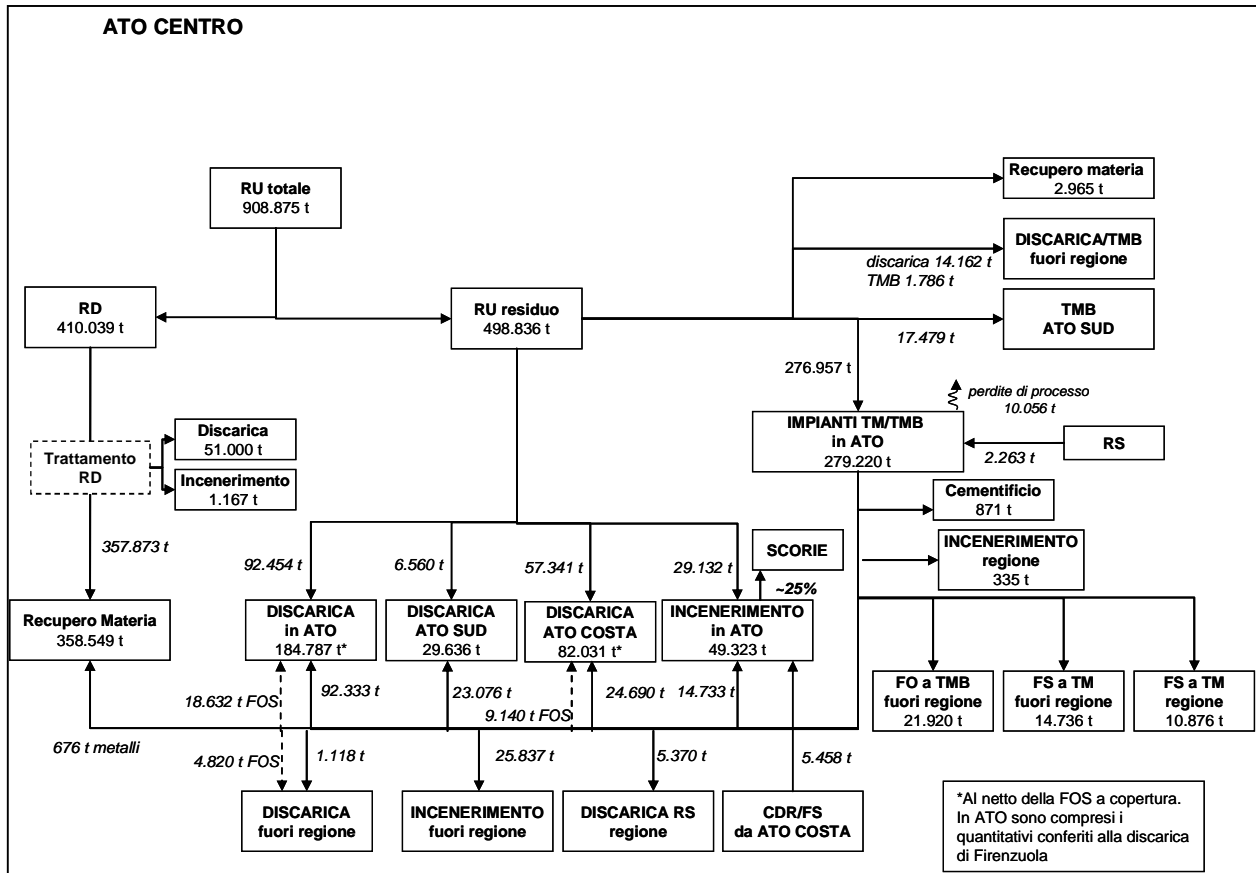 ATO CENTRO
RU totale
908.875 t
Recupero materia
2.965 t
DISCARICA/TMB
fuori regione
discarica 14.162 t
TMB 1.786 t
RD
410.039 t
RU residuo
498.836 t
TMB
ATO SUD
17.479 t
276.957 t
perdite di processo
10.056 t
IMPIANTI TM/TMB
in ATO
279.220 t
RS
2.263 t
Trattamento
RD
Discarica
51.000 t
Incenerimento
1.167 t
Cementificio
871 t
INCENERIMENTO
regione
335 t
357.873 t
92.454 t
6.560 t
57.341 t
29.132 t
SCORIE
~25%
Recupero Materia
358.549 t
DISCARICA
in ATO
184.787 t*
DISCARICA
ATO SUD
29.636 t
DISCARICA
ATO COSTA
82.031 t*
INCENERIMENTO
in ATO
49.323 t
FO a TMB
fuori regione
21.920 t
FS a TM
fuori regione
14.736 t
FS a TM
regione
10.876 t
18.632 t FOS
92.333 t
23.076 t
9.140 t FOS
24.690 t
14.733 t
676 t metalli
4.820 t FOS
1.118 t
25.837 t
5.370 t
5.458 t
DISCARICA
fuori regione
INCENERIMENTO
fuori regione
DISCARICA RS
regione
CDR/FS
da ATO COSTA
*Al netto della FOS a copertura.
In ATO sono compresi i
quantitativi conferiti alla discarica
di Firenzuola